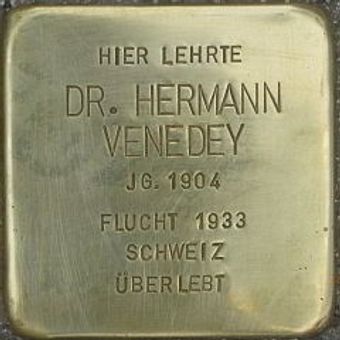 HIER LEHRTE
DR. HERMANN
VENEDEY
JG. 1904
FLUCHT 1933
SCHWEIZ
ÜBERLEBT